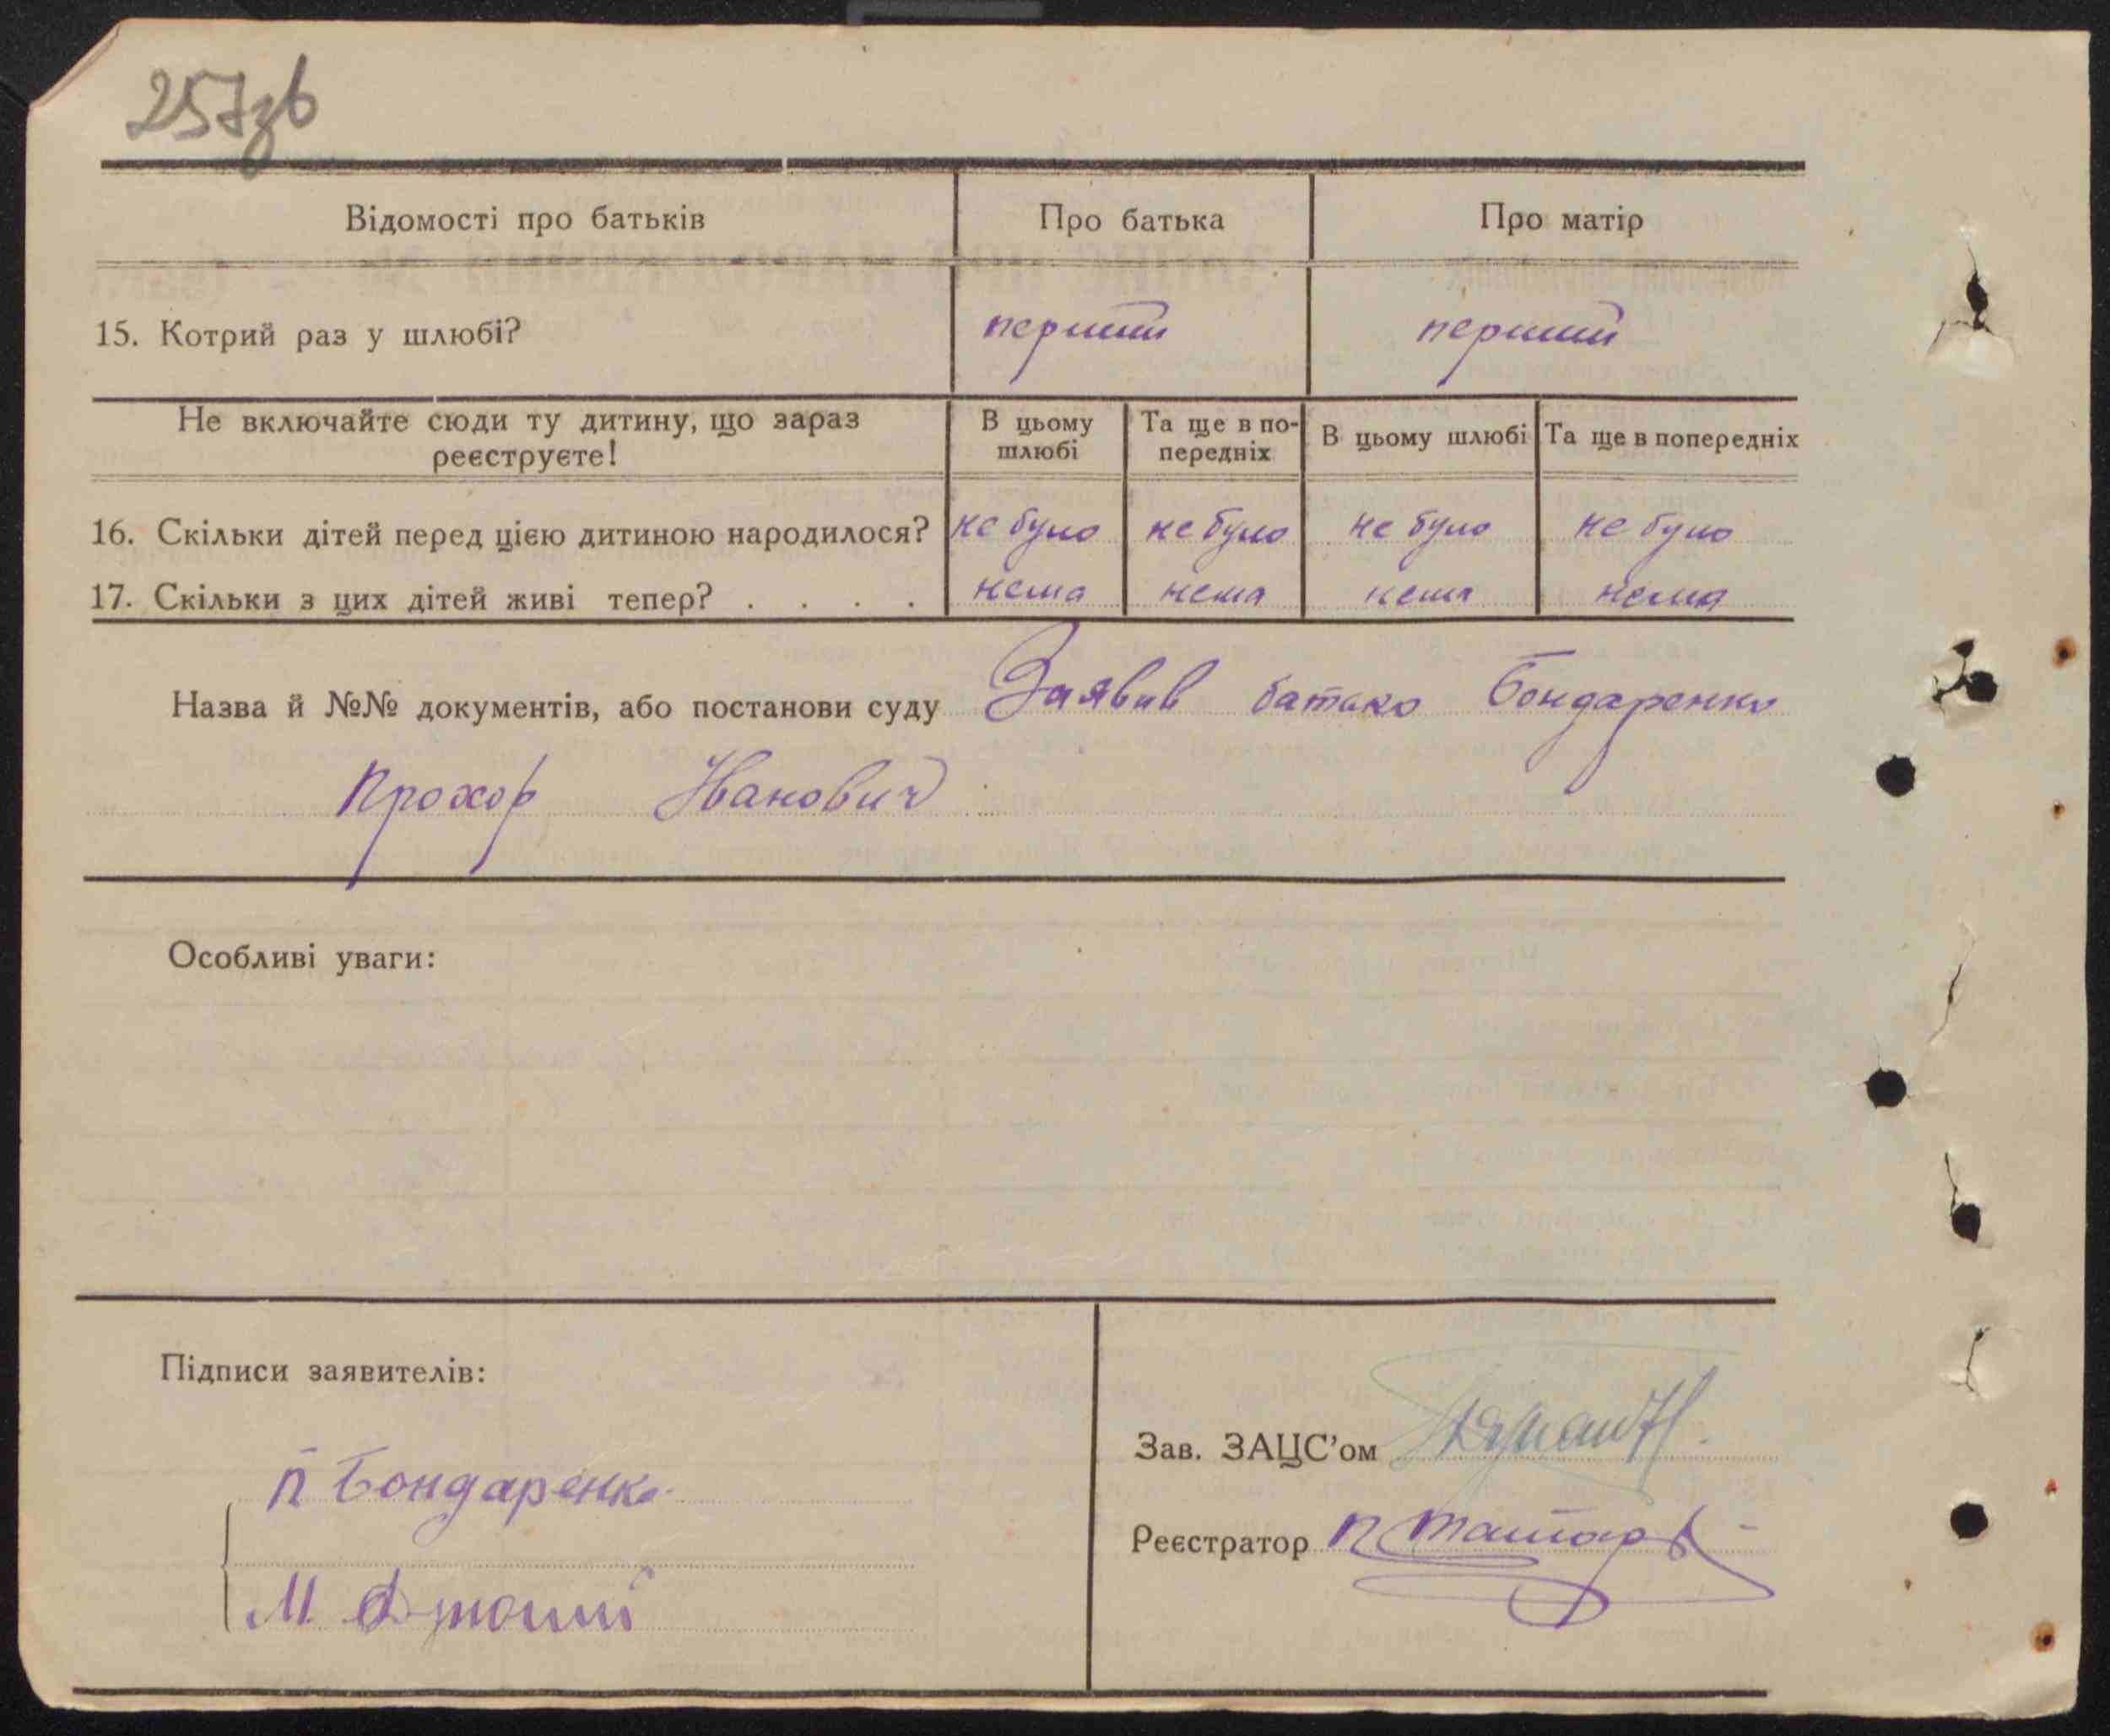 257зв
Відомості про батьків Про батька Про матір
15. Котрий раз у шлюбі? перший перший
Не включайте сюди ту дитину, що зараз реєструєте! В цьому шлюбі Та ще в по-передніх В цьому шлюбі Та ще в попередніх
16. Скільки дітей перед цією дитиною народилося? не було не було не було не було
17. Скільки з цих дітей живі тепер? . . . . нема нема нема нема
Назва й №№ документів, або постанови суду Заявив батько Бондаренко
Прохор Иванович
Особливі уваги:
Підписи заявителів:
П Бондаренко
М.
Зав. ЗАЦС'ом
Реєстратор П